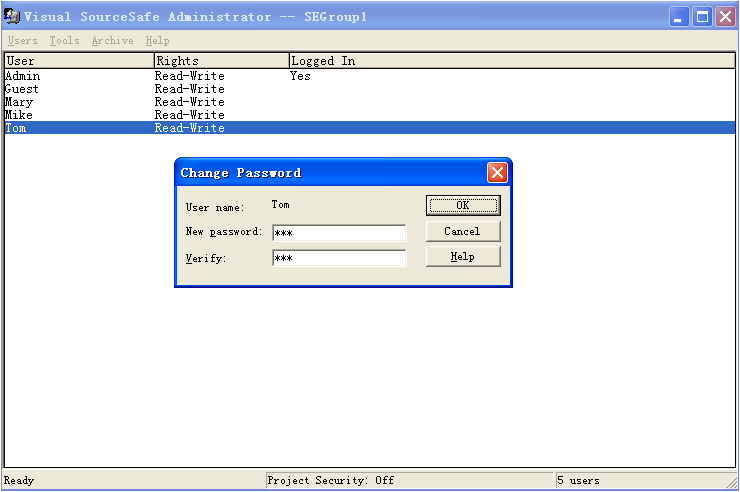 Visual SourceSafe Administrator -- SEGroup1
Users Tools Archive Help
User Rights Logged In
Admin Read-Write Yes
Guest Read-Write
Mary Read-Write
Mike Read-Write
Tom Read-Write
Change Password
User name: Tom OK
New password: *** Cancel
Verify: *** Help
Ready Project Security: Off 5 users